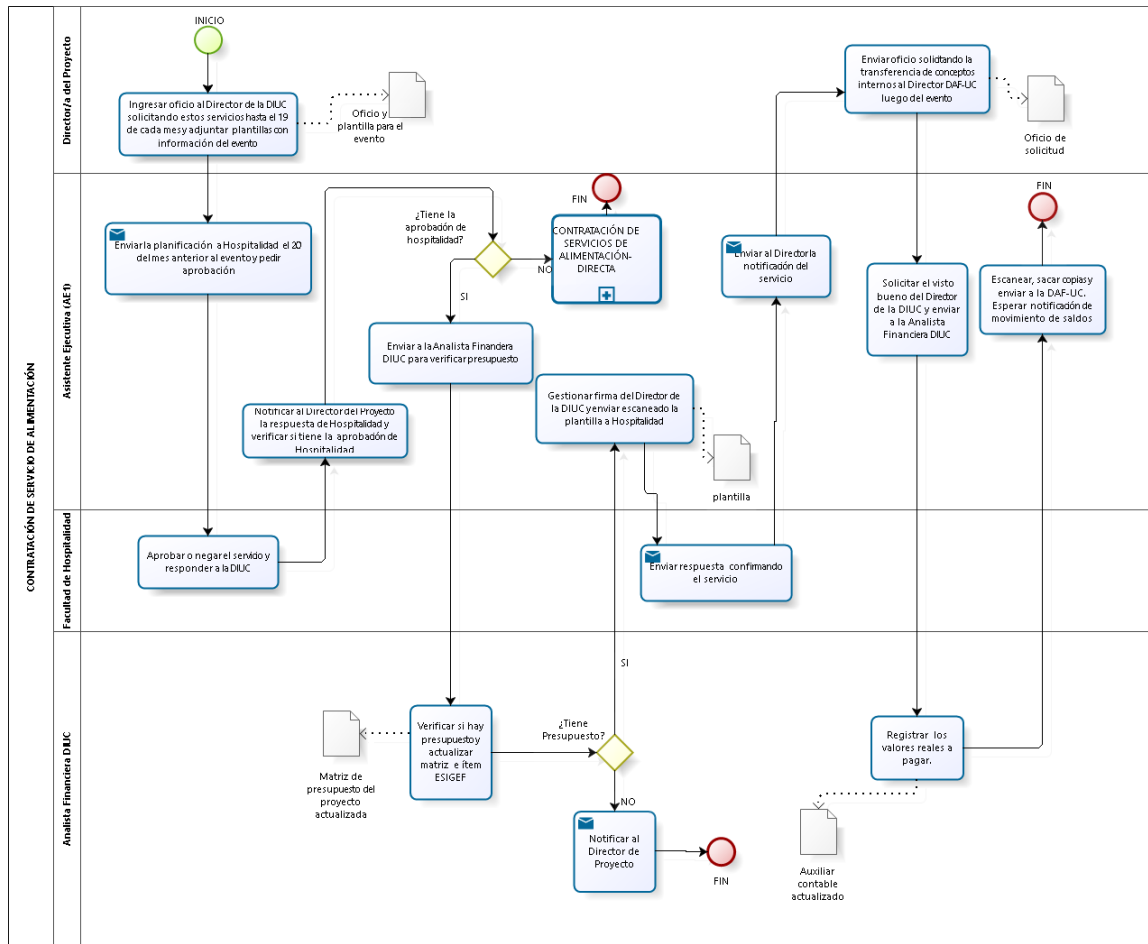 CONTRATACIÓN DE SERVICIO DE ALIMENTACIÓN
Director/a del Proyecto
INICIO
Ingresar oficio al Director de la DIUC
solicitando estos servicios hasta el 19
de cada mes y adjuntar plantillas con
información del evento
Oficio y
plantilla para el
evento
Enviar oficio solicitando la
transferencia de conceptos
internos al Director DAF-UC
luego del evento
Oficio de
solicitud
Asistente Ejecutiva (AE1)
Enviar la planificación a Hospitalidad el 20
del mes anterior al evento y pedir
aprobación
¿Tiene la
aprobación de
hospitalidad?
FIN
CONTRATACIÓN DE
SERVICIOS DE
ALIMENTACIÓN-
DIRECTA
NO
SI
Enviar a la Analista Financiera
DIUC para verificar presupuesto
Notificar al Director del Proyecto
la respuesta de Hospitalidad y
verificar si tiene la aprobación de
Hospitalidad
Gestionar firma del Director de
la DIUC y enviar escaneado la
plantilla a Hospitalidad
plantilla
Enviar al Director la
notificación del
servicio
Solicitar el visto
bueno del Director
de la DIUC y enviar
a la Analista
Financiera DIUC
FIN
Escanear, sacar copias y
enviar a la DAF-UC.
Esperar notificación de
movimiento de saldos
Facultad de Hospitalidad
Aprobar o negar el servicio y
responder a la DIUC
Enviar respuesta confirmando
el servicio
Analista Financiera DIUC
Matriz de
presupuesto del
proyecto
actualizada
Verificar si hay
presupuesto y
actualizar
matriz e ítem
ESIGEF
¿Tiene
Presupuesto?
SI
NO
Notificar al
Director de
Proyecto
FIN
Registrar los
valores reales a
pagar.
Auxiliar
contable
actualizado